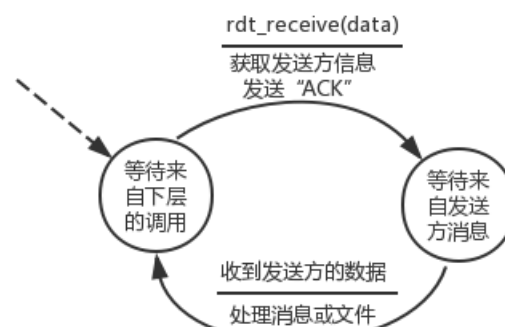 rdt_receive(data)
获取发送方信息
发送“ACK”
等待来
自下层
的调用
等待来
自发送
方消息
收到发送方的数据
处理消息或文件